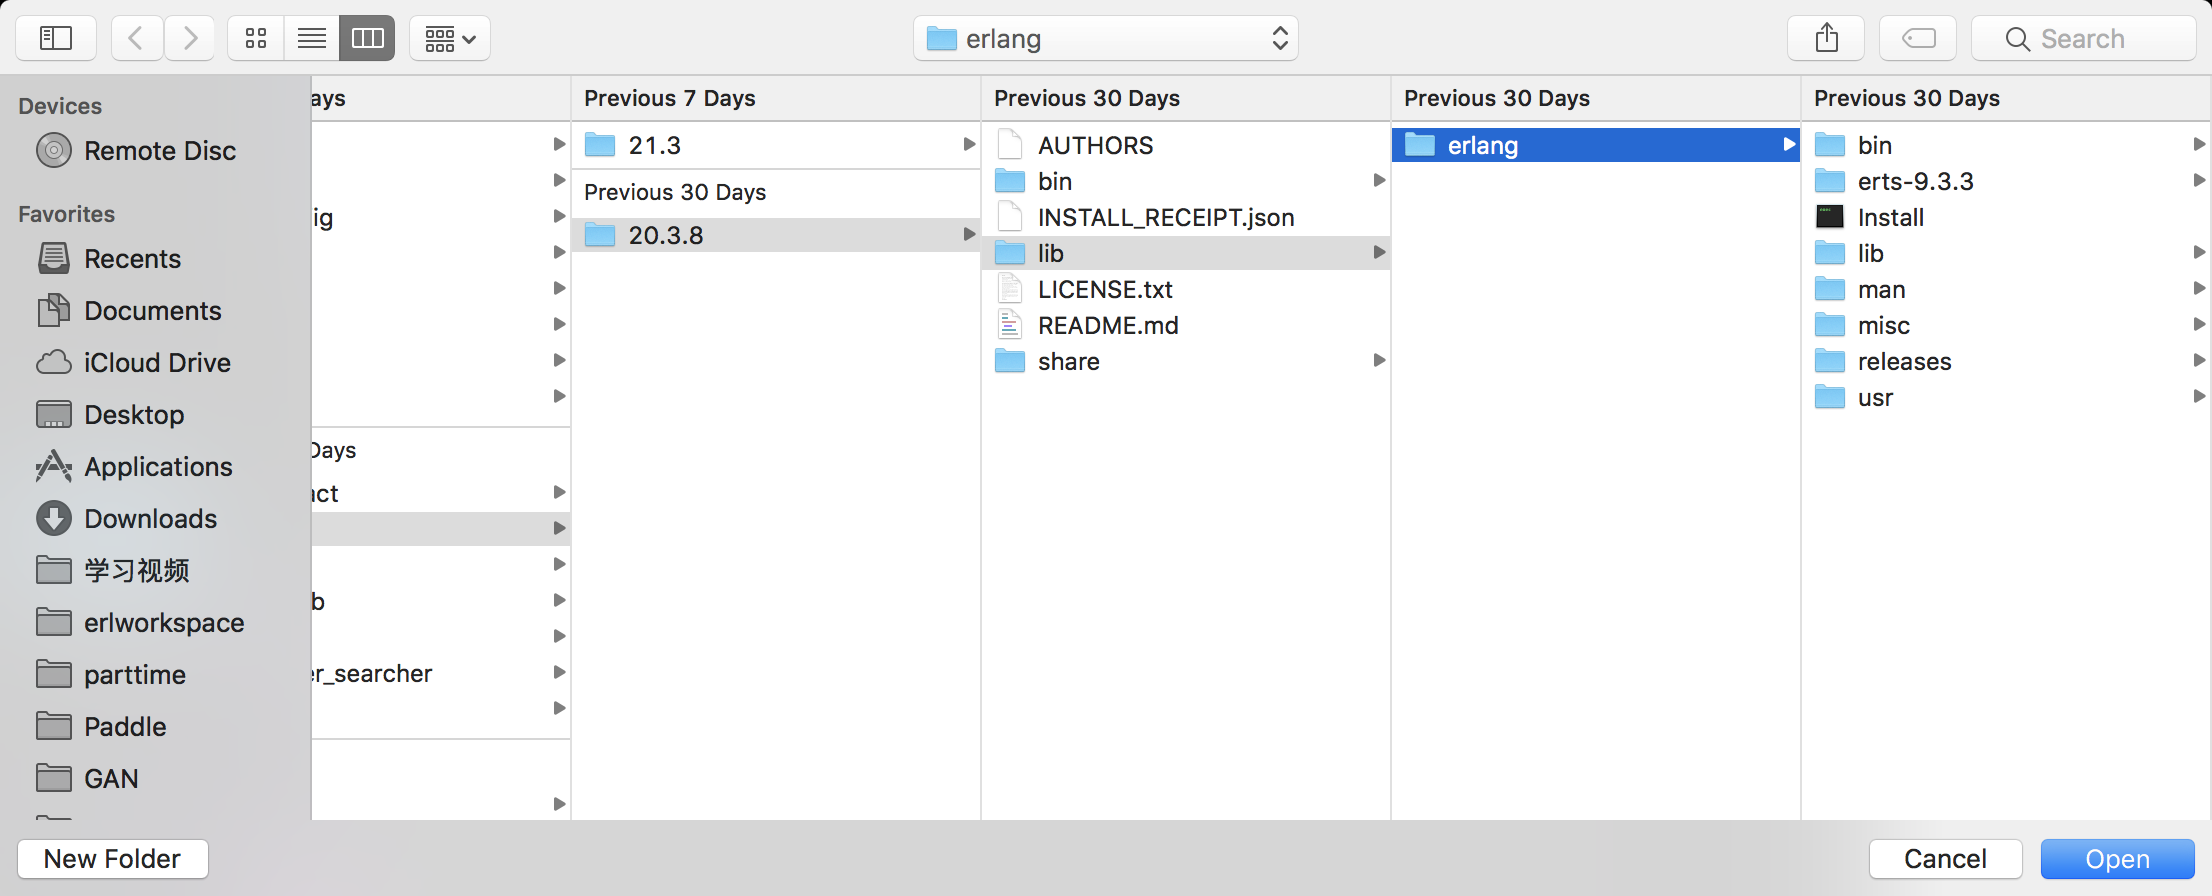 erlang
Search
Devices
Remote Disc
Favorites
Recents
Documents
iCloud Drive
Desktop
Applications
Downloads
学习视频
erlworkspace
parttime
Paddle
GAN
ays
ig
Days
act
b
er_searcher
Previous 7 Days
21.3
Previous 30 Days
20.3.8
Previous 30 Days
AUTHORS
bin
INSTALL_RECEIPT.json
lib
LICENSE.txt
README.md
share
Previous 30 Days
erlang
Previous 30 Days
bin
erts-9.3.3
Install
lib
man
misc
releases
usr
New Folder
Cancel
Open